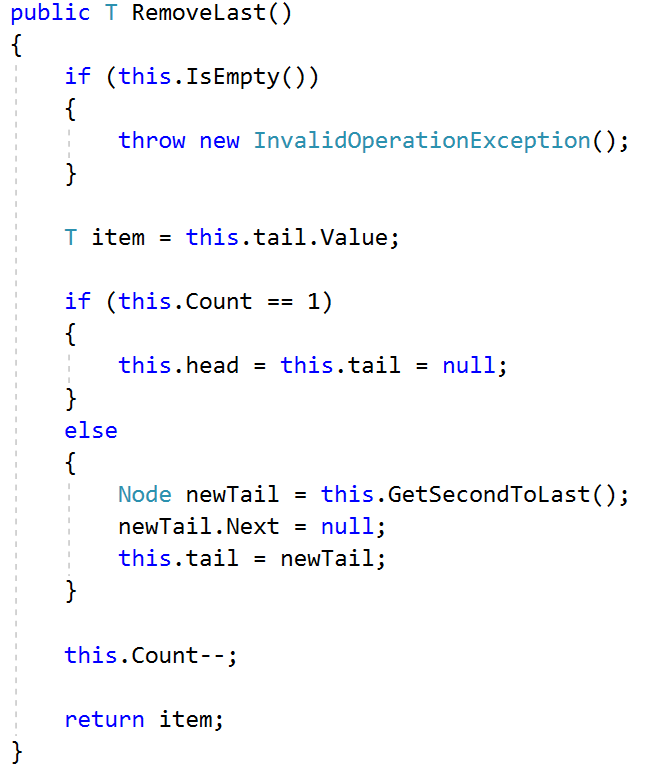 public T RemoveLast()
{
    if (this.IsEmpty())
    {
        throw new InvalidOperationException();
    }

    T item = this.tail.Value;

    if (this.Count == 1)
    {
        this.head = this.tail = null;
    }
    else
    {
        Node newTail = this.GetSecondToLast();
        newTail.Next = null;
        this.tail = newTail;
    }

    this.Count--;

    return item;
}